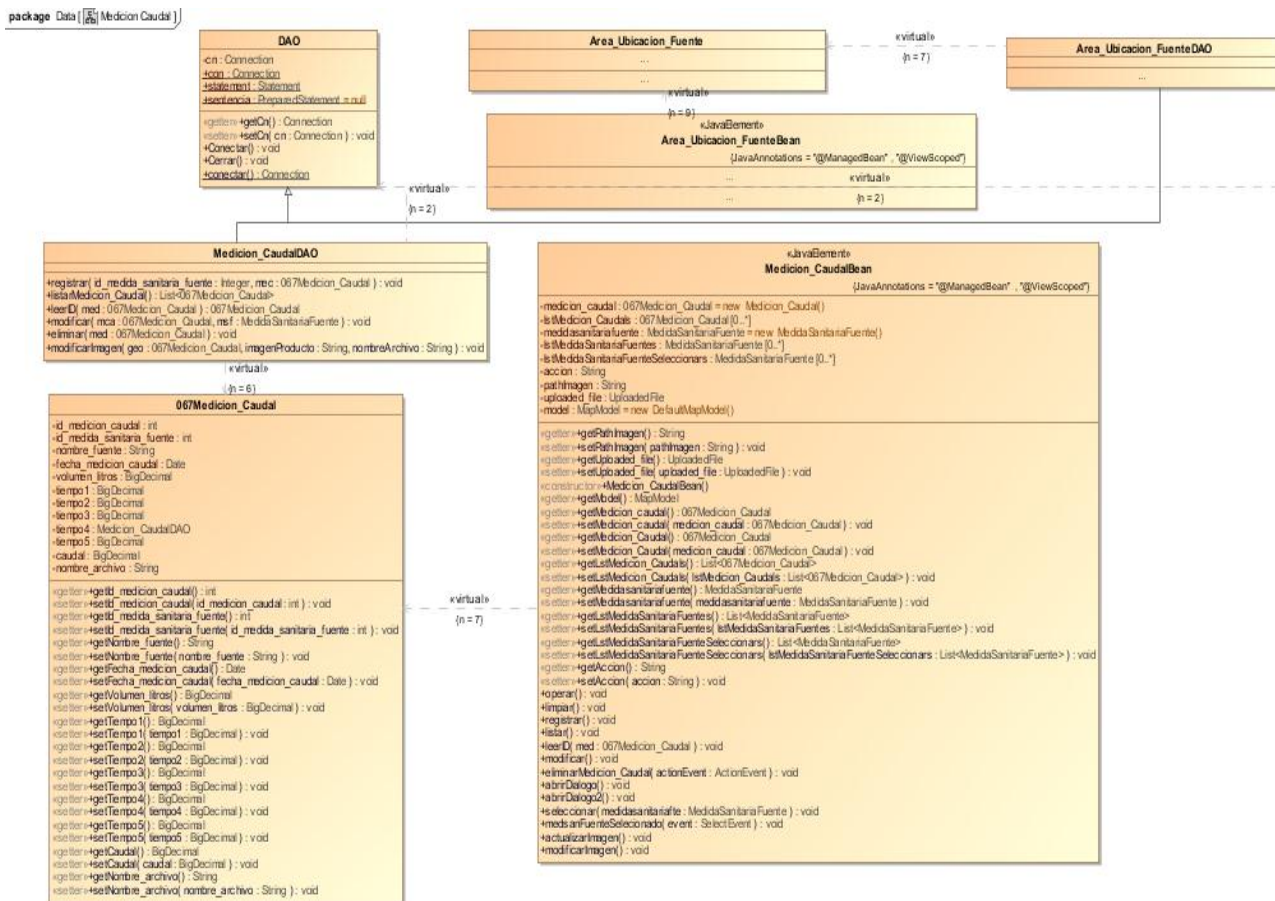 package Data [ Medicion Caudal ]
DAO
-cn : Connection
+con : Connection
+statement : Statement
+sentencia : PreparedStatement = null
«getter»+getCn() : Connection
«setter»+setCn( cn : Connection ) : void
+Conectar() : void
+Cerrar() : void
+conectar() : Connection
Area_Ubicacion_Fuente
...
...
«virtual»
{n = 7}
Area_Ubicacion_FuenteDAO
...
«virtual»
{n = 9}
«JavaElement»
Area_Ubicacion_FuenteBean
{JavaAnnotations = "@ManagedBean" , "@ViewScoped"}
...
...
«virtual»
{n = 2}
«virtual»
{n = 2}
Medicion_CaudalDAO
+registrar( id_medida_sanitaria_fuente : Integer, mec : 067Medicion_Caudal ) : void
+listarMedicion_Caudal() : List<067Medicion_Caudal>
+leerID( med : 067Medicion_Caudal ) : 067Medicion_Caudal
+modificar( mca : 067Medicion_Caudal, msf : MedidaSanitariaFuente ) : void
+eliminar( med : 067Medicion_Caudal ) : void
+modificarImagen( geo : 067Medicion_Caudal, imagenProducto : String, nombreArchivo : String ) : void
«virtual»
{n = 6}
067Medicion_Caudal
-id_medicion_caudal : int
-id_medida_sanitaria_fuente : int
-nombre_fuente : String
-fecha_medicion_caudal : Date
-volumen_litros : BigDecimal
-tiempo1 : BigDecimal
-tiempo2 : BigDecimal
-tiempo3 : BigDecimal
-tiempo4 : Medicion_CaudalDAO
-tiempo5 : BigDecimal
-caudal : BigDecimal
-nombre_archivo : String
«getter»+getId_medicion_caudal() : int
«setter»+setId_medicion_caudal( id_medicion_caudal : int ) : void
«getter»+getId_medida_sanitaria_fuente() : int
«setter»+setId_medida_sanitaria_fuente( id_medida_sanitaria_fuente : int ) : void
«getter»+getNombre_fuente() : String
«setter»+setNombre_fuente( nombre_fuente : String ) : void
«getter»+getFecha_medicion_caudal() : Date
«setter»+setFecha_medicion_caudal( fecha_medicion_caudal : Date ) : void
«getter»+getVolumen_litros() : BigDecimal
«setter»+setVolumen_litros( volumen_litros : BigDecimal ) : void
«getter»+getTiempo1() : BigDecimal
«setter»+setTiempo1( tiempo1 : BigDecimal ) : void
«getter»+getTiempo2() : BigDecimal
«setter»+setTiempo2( tiempo2 : BigDecimal ) : void
«getter»+getTiempo3() : BigDecimal
«setter»+setTiempo3( tiempo3 : BigDecimal ) : void
«getter»+getTiempo4() : BigDecimal
«setter»+setTiempo4( tiempo4 : BigDecimal ) : void
«getter»+getTiempo5() : BigDecimal
«setter»+setTiempo5( tiempo5 : BigDecimal ) : void
«getter»+getCaudal() : BigDecimal
«setter»+setCaudal( caudal : BigDecimal ) : void
«getter»+getNombre_archivo() : String
«setter»+setNombre_archivo( nombre_archivo : String ) : void
«virtual»
{n = 7}
«JavaElement»
Medicion_CaudalBean
{JavaAnnotations = "@ManagedBean" , "@ViewScoped"}
-medicion_caudal : 067Medicion_Caudal = new Medicion_Caudal()
-lstMedicion_Caudals : 067Medicion_Caudal [0..*]
-medidasanitariafuente : MedidaSanitariaFuente = new MedidaSanitariaFuente()
-lstMedidaSanitariaFuentes : MedidaSanitariaFuente [0..*]
-lstMedidaSanitariaFuenteSeleccionars : MedidaSanitariaFuente [0..*]
-accion : String
-pathImagen : String
-uploaded_file : UploadedFile
-model : MapModel = new DefaultMapModel()
«getter»+getPathImagen() : String
«setter»+setPathImagen( pathImagen : String ) : void
«getter»+getUploaded_file() : UploadedFile
«setter»+setUploaded_file( uploaded_file : UploadedFile ) : void
«constructor»+Medicion_CaudalBean()
«getter»+getModel() : MapModel
«getter»+getMedicion_caudal() : 067Medicion_Caudal
«setter»+setMedicion_caudal( medicion_caudal : 067Medicion_Caudal ) : void
«getter»+getMedicion_Caudal() : 067Medicion_Caudal
«setter»+setMedicion_Caudal( medicion_caudal : 067Medicion_Caudal ) : void
«getter»+getLstMedicion_Caudals() : List<067Medicion_Caudal>
«setter»+setLstMedicion_Caudals( lstMedicion_Caudals : List<067Medicion_Caudal> ) : void
«getter»+getMedidasanitariafuente() : MedidaSanitariaFuente
«setter»+setMedidasanitariafuente( medidasanitariafuente : MedidaSanitariaFuente ) : void
«getter»+getLstMedidaSanitariaFuentes() : List<MedidaSanitariaFuente>
«setter»+setLstMedidaSanitariaFuentes( lstMedidaSanitariaFuentes : List<MedidaSanitariaFuente> ) : void
«getter»+getLstMedidaSanitariaFuenteSeleccionars() : List<MedidaSanitariaFuente>
«setter»+setLstMedidaSanitariaFuenteSeleccionars( lstMedidaSanitariaFuenteSeleccionars : List<MedidaSanitariaFuente> ) : void
«getter»+getAccion() : String
«setter»+setAccion( accion : String ) : void
+operar() : void
+limpiar() : void
+registrar() : void
+listar() : void
+leerID( med : 067Medicion_Caudal ) : void
+modificar() : void
+eliminarMedicion_Caudal( actionEvent : ActionEvent ) : void
+abrirDialogo() : void
+abrirDialogo2() : void
+seleccionar( medidasanitariafte : MedidaSanitariaFuente ) : void
+medsanFuenteSelecionado( event : SelectEvent ) : void
+actualizarImagen() : void
+modificarImagen() : void